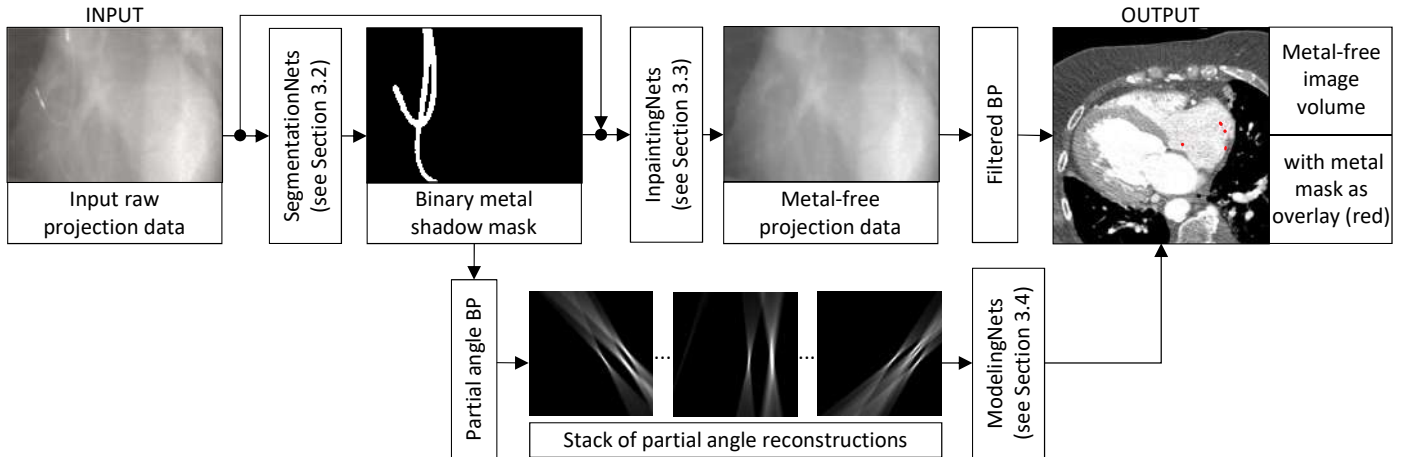 INPUT
OUTPUT
Input raw
projection data
SegmentationNets
(see Section 3.2)
Binary metal
shadow mask
InpaintingNets
(see Section 3.3)
Metal-free
projection data
Filtered BP
Metal-free
image
volume
with metal
mask as
overlay (red)
Partial angle BP
... ...
Stack of partial angle reconstructions
ModelingNets
(see Section 3.4)